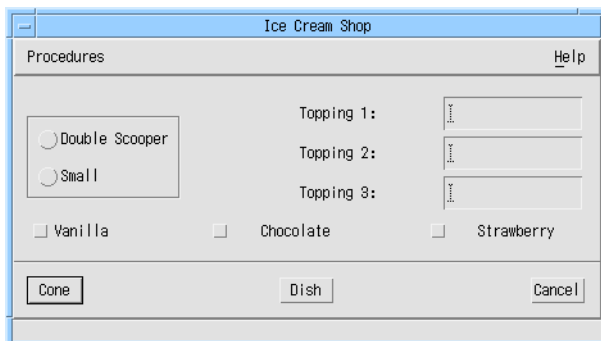 Ice Cream Shop
Procedures Help
Topping 1:
Double Scooper
Topping 2:
Small
Topping 3:
Vanilla Chocolate Strawberry
Cone Dish Cancel